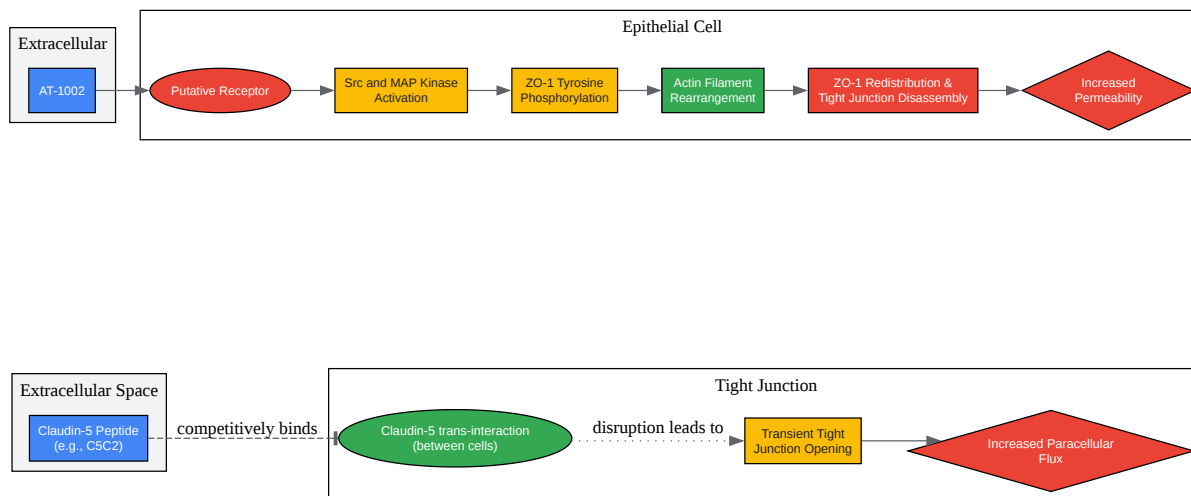 Epithelial Cell
Extracellular
AT-1002
Putative Receptor
Src and MAP Kinase
Activation
ZO-1 Tyrosine
Phosphorylation
Actin Filament
Rearrangement
ZO-1 Redistribution &
Tight Junction Disassembly
Increased
Permeability
Extracellular Space
Claudin-5 Peptide
(e.g., C5C2)
competitively binds
Tight Junction
Claudin-5 trans-interaction
(between cells)
disruption leads to
Transient Tight
Junction Opening
Increased Paracellular
Flux